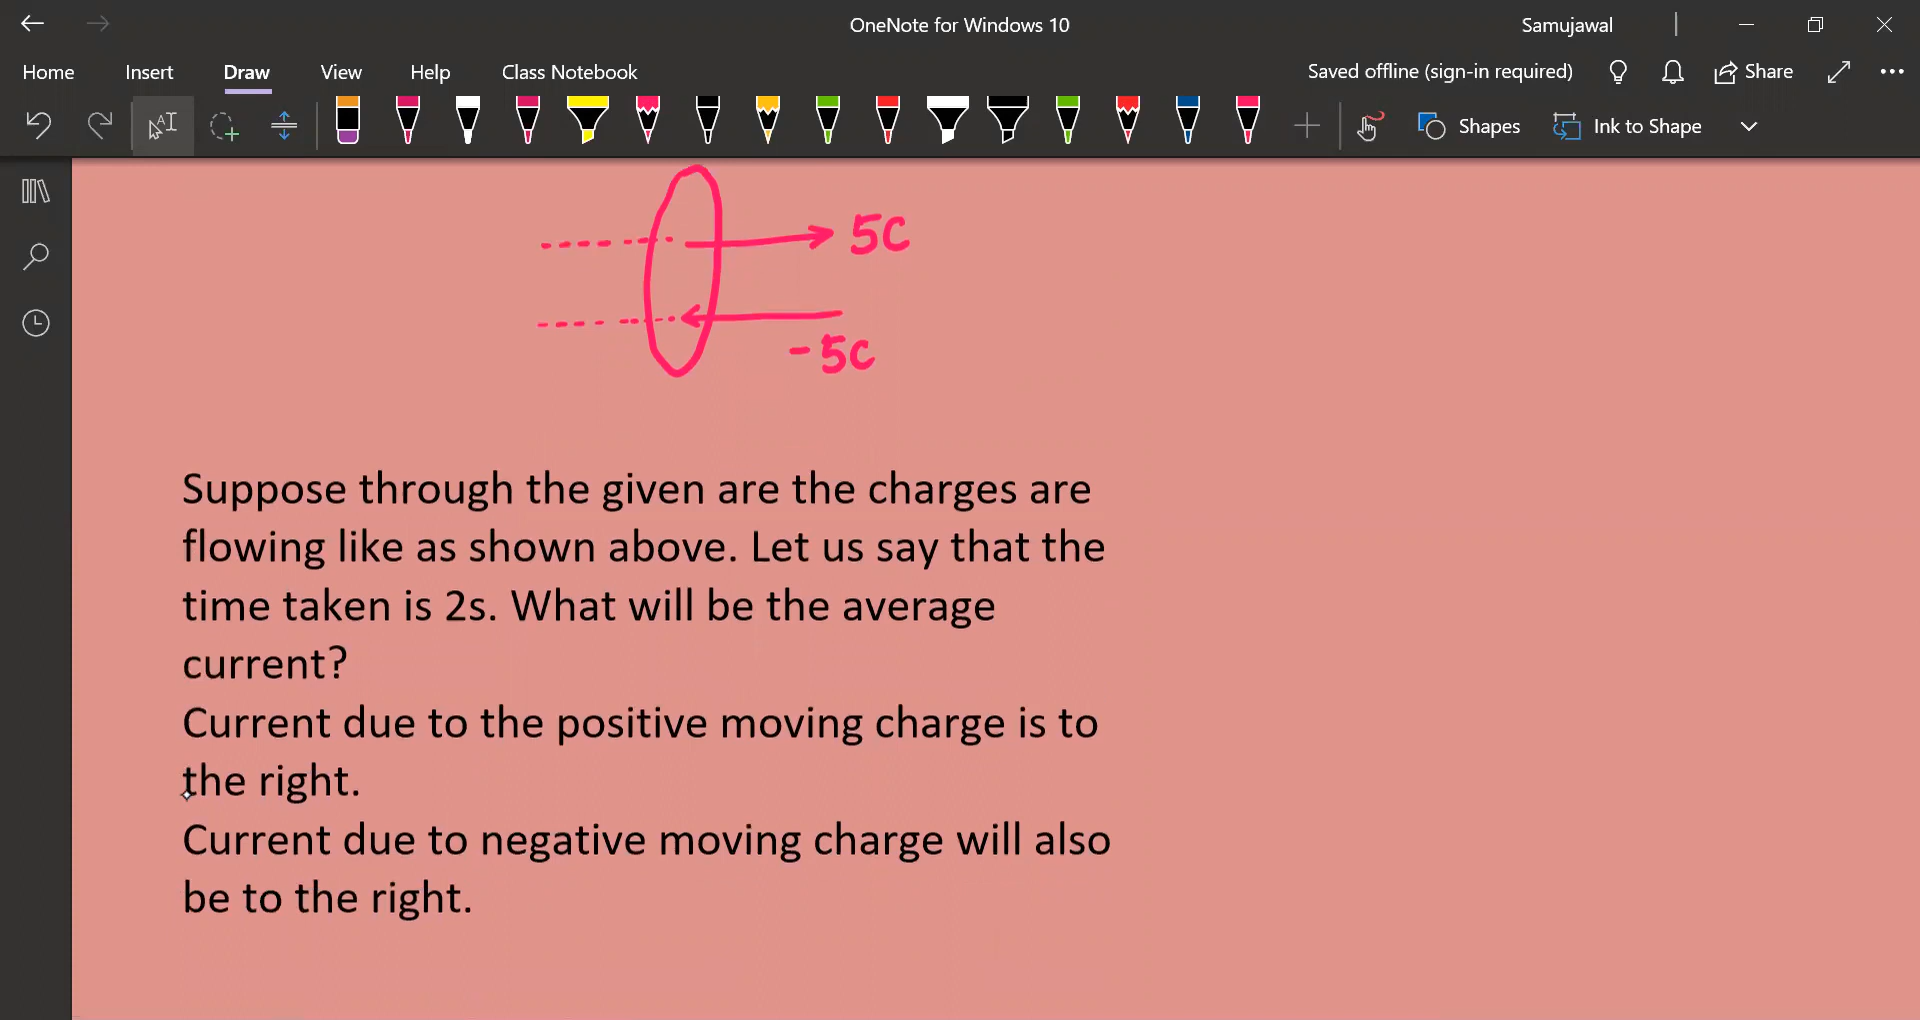 OneNote for Windows 10
Samujawal
Home Insert Draw View Help Class Notebook
Saved offline (sign-in required) Share
Shapes Ink to Shape
5C
-5C
Suppose through the given are the charges are
flowing like as shown above. Let us say that the
time taken is 2s. What will be the average
current?
Current due to the positive moving charge is to
the right.
Current due to negative moving charge will also
be to the right.